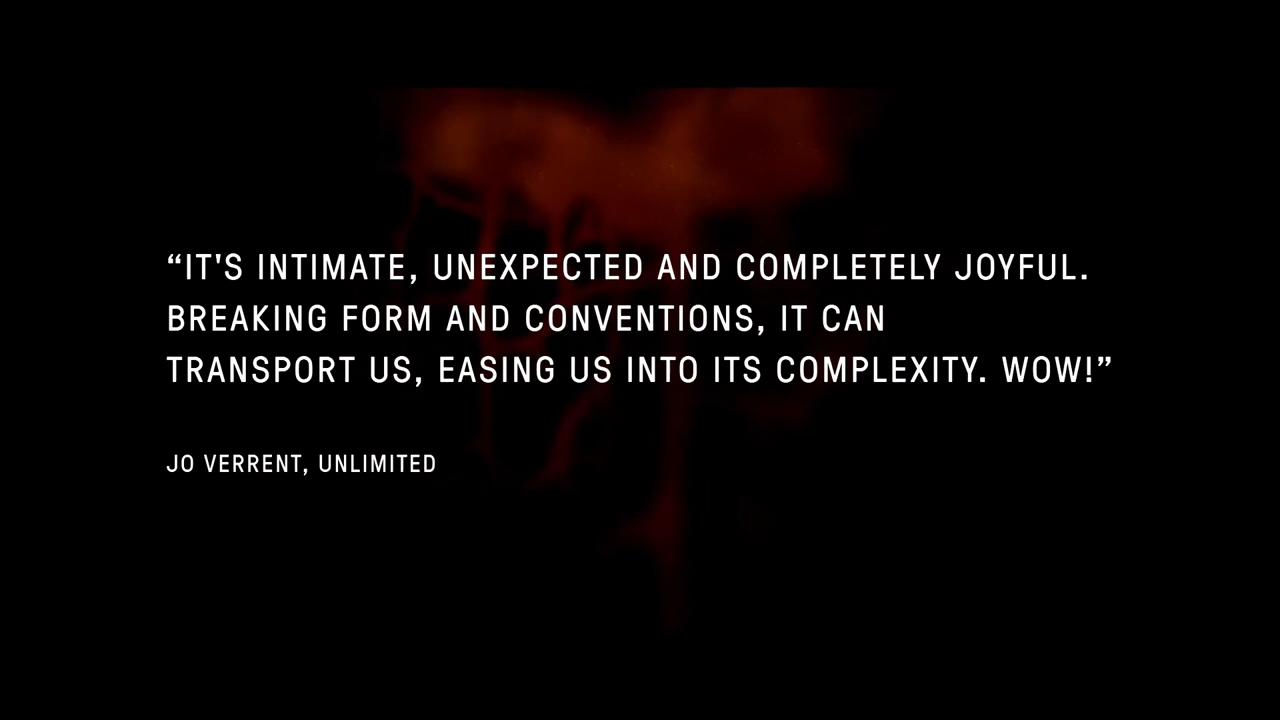 “IT'S INTIMATE, UNEXPECTED AND COMPLETELY JOYFUL.
BREAKING FORM AND CONVENTIONS, IT CAN
TRANSPORT US, EASING US INTO ITS COMPLEXITY. WOW!”
JO VERRENT, UNLIMITED